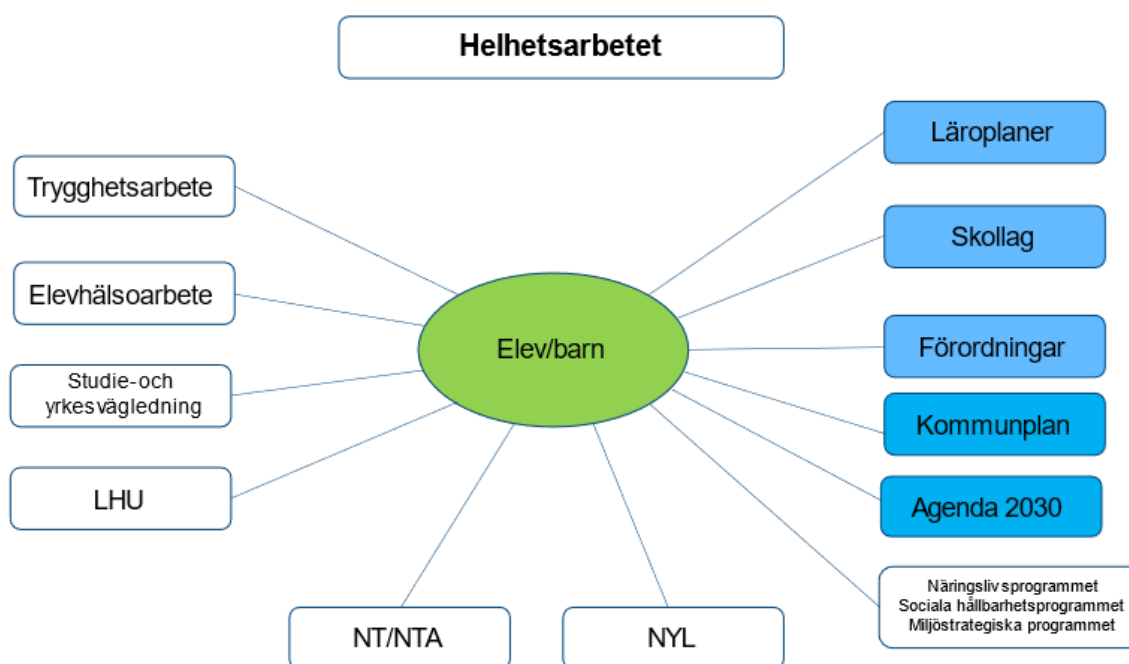 Helhetsarbetet
Trygghetsarbete
Elevhälsoarbete
Studie-och
yrkesvägledning
LHU
NT/NTA
NYL
Elev/barn
Läroplaner
Skollag
Förordningar
Kommunplan
Agenda 2030
Näringslivsprogrammet
Sociala hållbarhetsprogrammet
Miljöstrategiska programmet